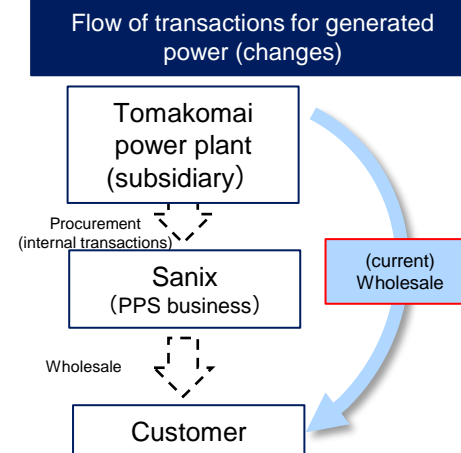 Flow of transactions for generated
power (changes)
Tomakomai
power plant
(subsidiary）
Procurement
(internal transactions)
Sanix
（PPS business）
(current)
Wholesale
Wholesale
Customer